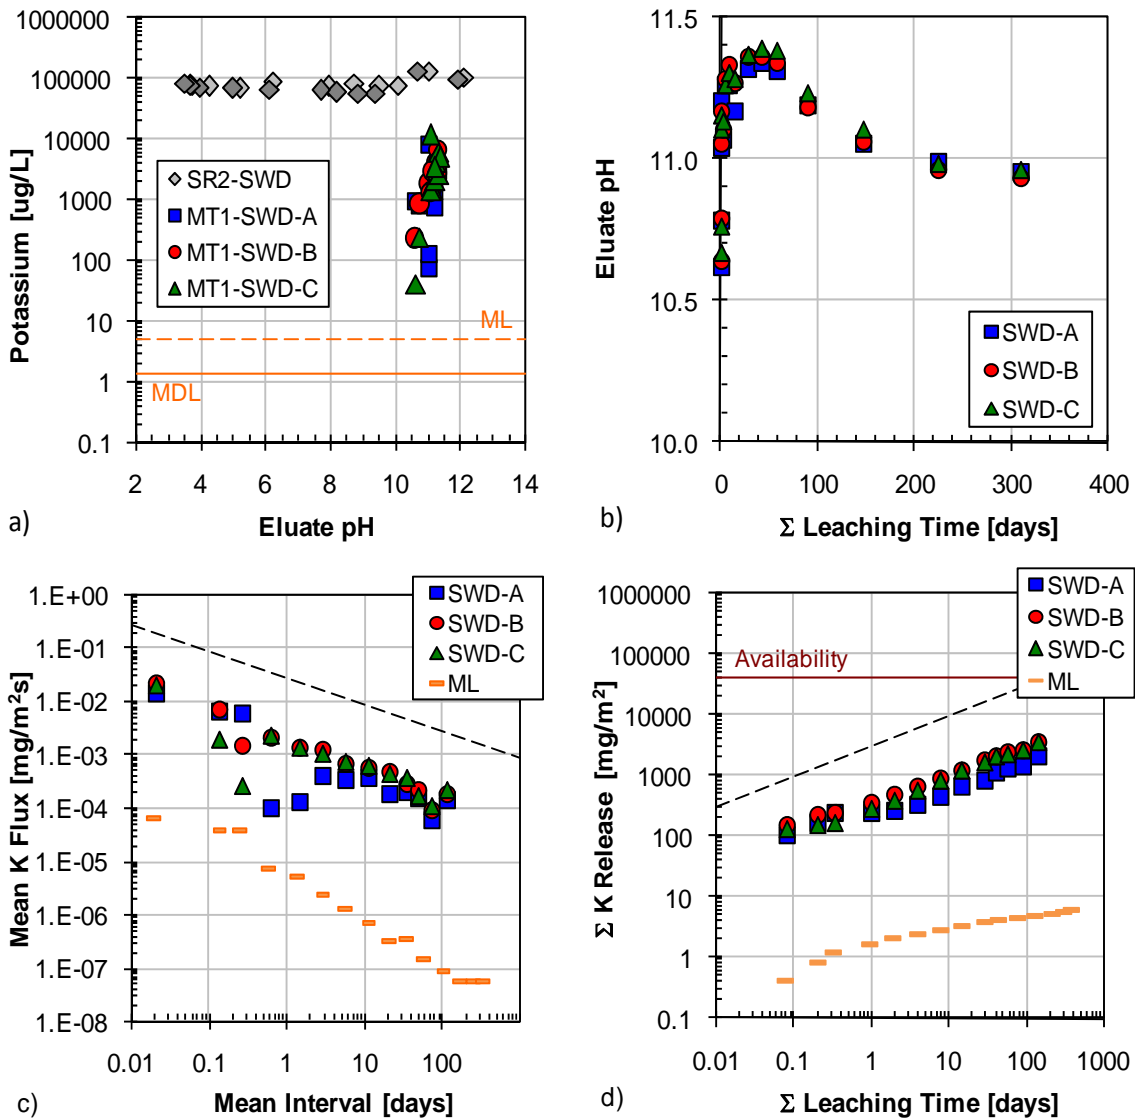 1000000
100000
10000
1000
100
10
1
0.1
Potassium [ug/L]
SR2-SWD
MT1-SWD-A
MT1-SWD-B
MT1-SWD-C
ML
MDL
2 4 6 8 10 12 14
Eluate pH
a)
11.5
11.0
10.5
10.0
Eluate pH
SWD-A
SWD-B
SWD-C
0 100 200 300 400
Σ Leaching Time [days]
b)
1.E+00
1.E-01
1.E-02
1.E-03
1.E-04
1.E-05
1.E-06
1.E-07
1.E-08
Mean K Flux [mg/m²s]
SWD-A
SWD-B
SWD-C
ML
0.01 0.1 1 10 100
Mean Interval [days]
c)
1000000
100000
10000
1000
100
10
1
0.1
Σ K Release [mg/m²]
SWD-A
SWD-B
SWD-C
ML
Availability
0.01 0.1 1 10 100 1000
Σ Leaching Time [days]
d)